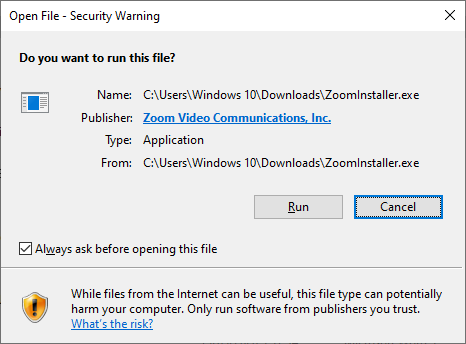 Open File - Security Warning
Do you want to run this file?
Name: C:\Users\Windows 10\Downloads\ZoomInstaller.exe
Publisher: Zoom Video Communications, Inc.
Type: Application
From: C:\Users\Windows 10\Downloads\ZoomInstaller.exe
Run Cancel
Always ask before opening this file
While files from the Internet can be useful, this file type can potentially
harm your computer. Only run software from publishers you trust.
What's the risk?